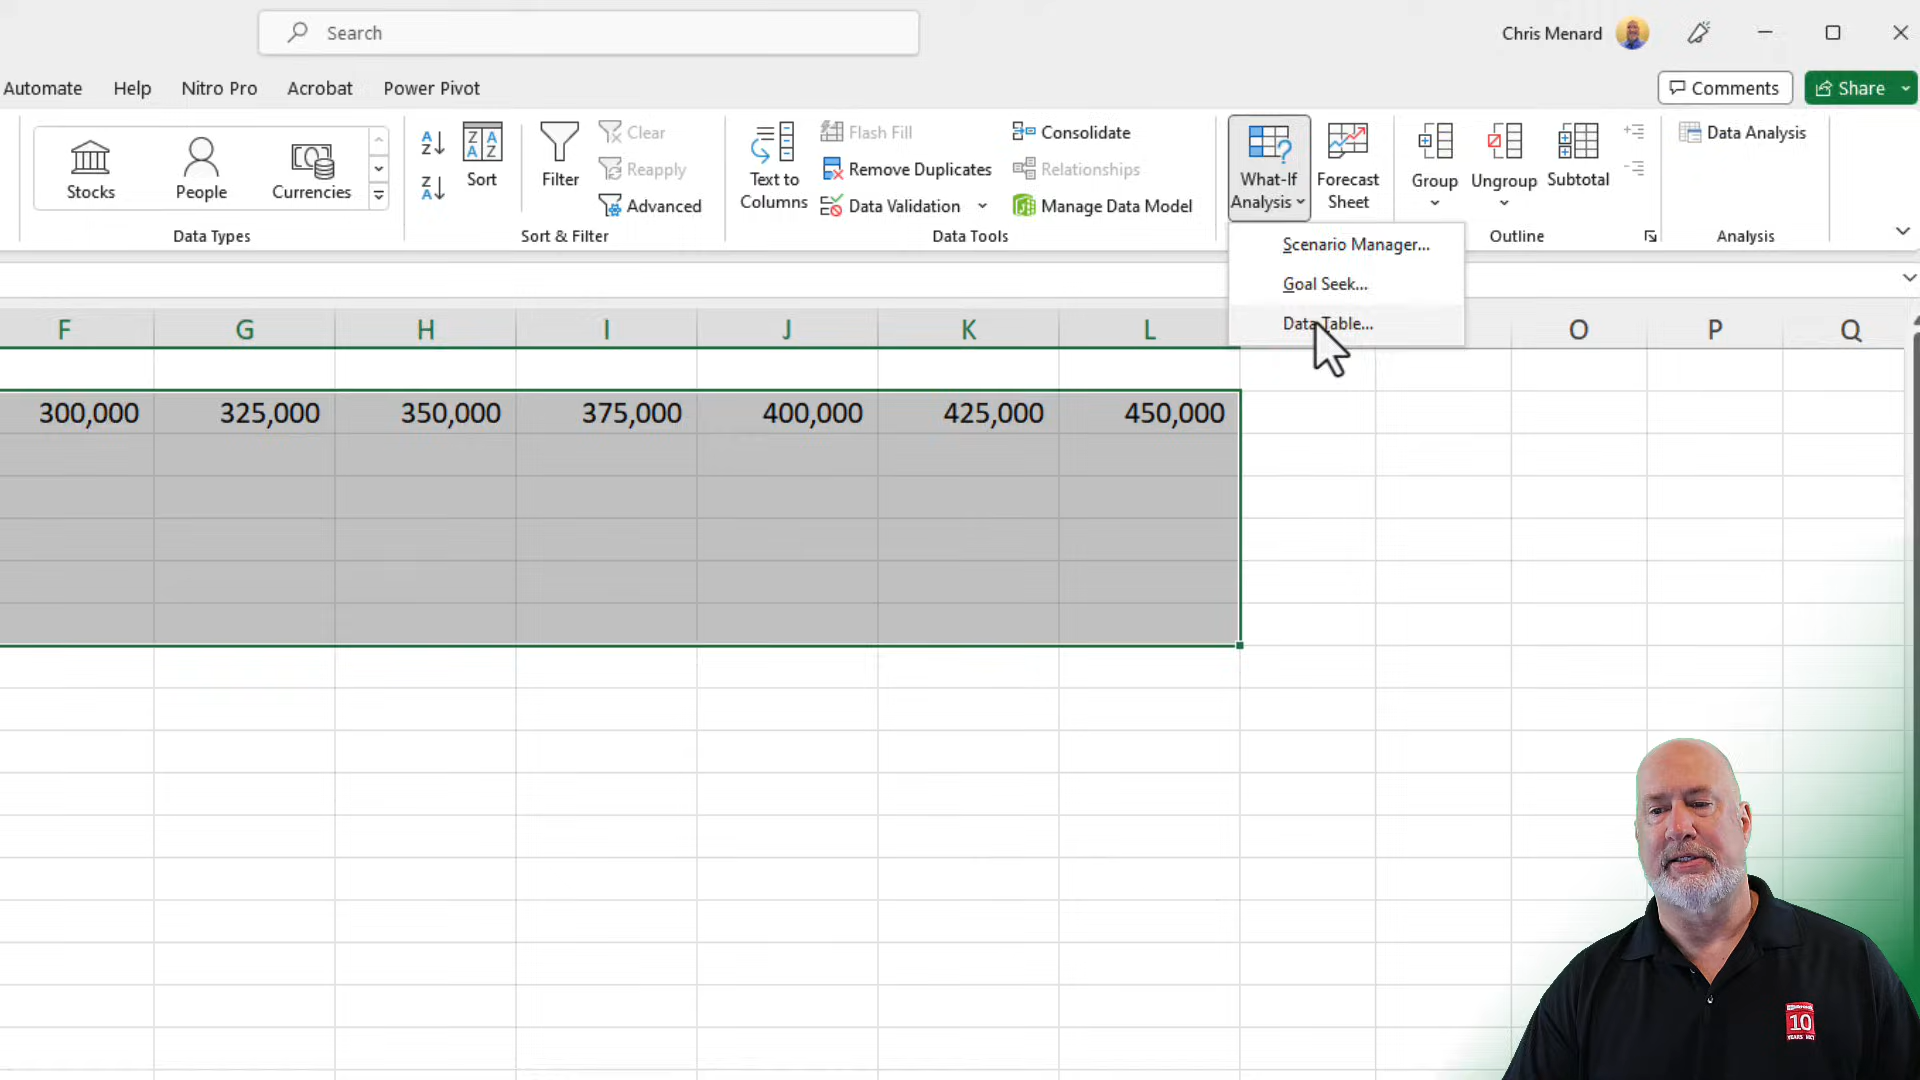 Search
Chris Menard
Automate Help Nitro Pro Acrobat Power Pivot
Comments Share
Stocks People Currencies
Data Types
Sort
Filter
Clear
Reapply
Advanced
Sort & Filter
Text to
Columns
Flash Fill
Remove Duplicates
Data Validation
Consolidate
Relationships
Manage Data Model
Data Tools
What-If
Analysis
Forecast
Sheet
Scenario Manager...
Goal Seek...
Data Table...
Group Ungroup Subtotal
Outline
Data Analysis
Analysis
F G H I J K L O P Q
300,000 325,000 350,000 375,000 400,000 425,000 450,000
10